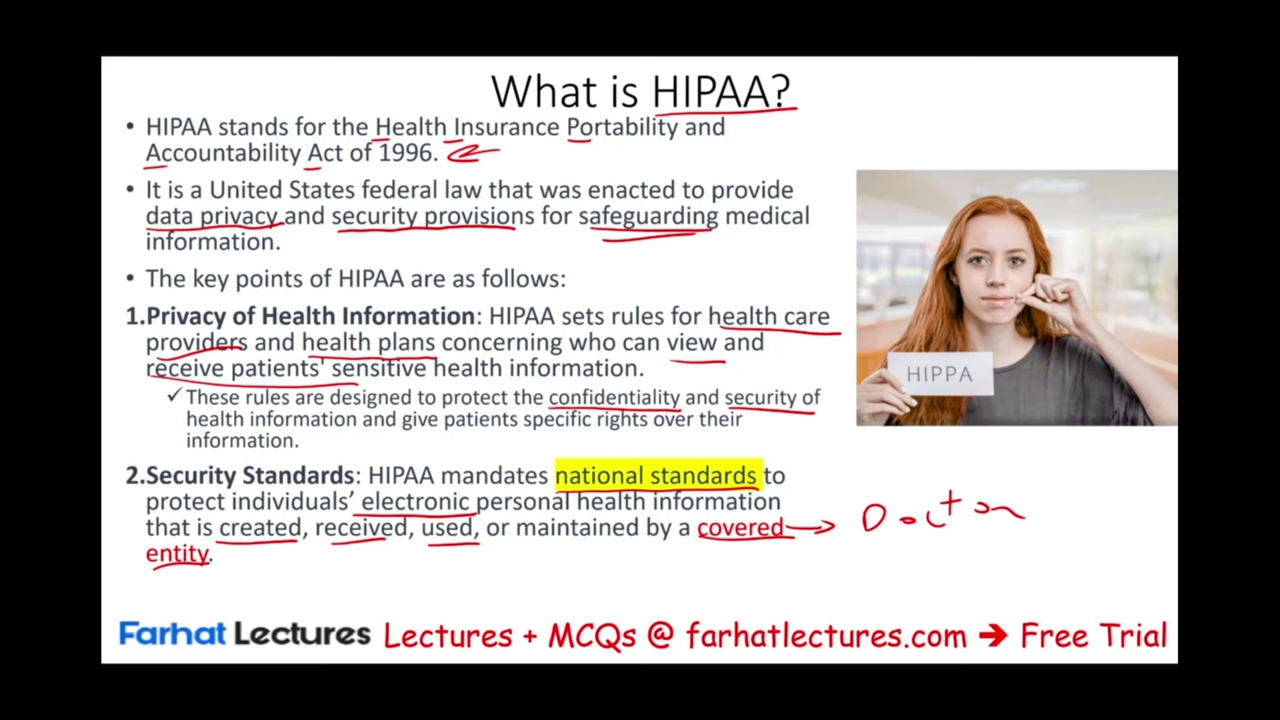 What is HIPAA?
• HIPAA stands for the Health Insurance Portability and
Accountability Act of 1996.
• It is a United States federal law that was enacted to provide
data privacy and security provisions for safeguarding medical
information.
• The key points of HIPAA are as follows:
1.Privacy of Health Information: HIPAA sets rules for health care
providers and health plans concerning who can view and
receive patients' sensitive health information.
✓These rules are designed to protect the confidentiality and security of
health information and give patients specific rights over their
information.
HIPPA
2.Security Standards: HIPAA mandates national standards to
protect individuals’ electronic personal health information
that is created, received, used, or maintained by a covered
entity.
Doctor
Farhat Lectures Lectures + MCQs @ farhatlectures.com ➔ Free Trial